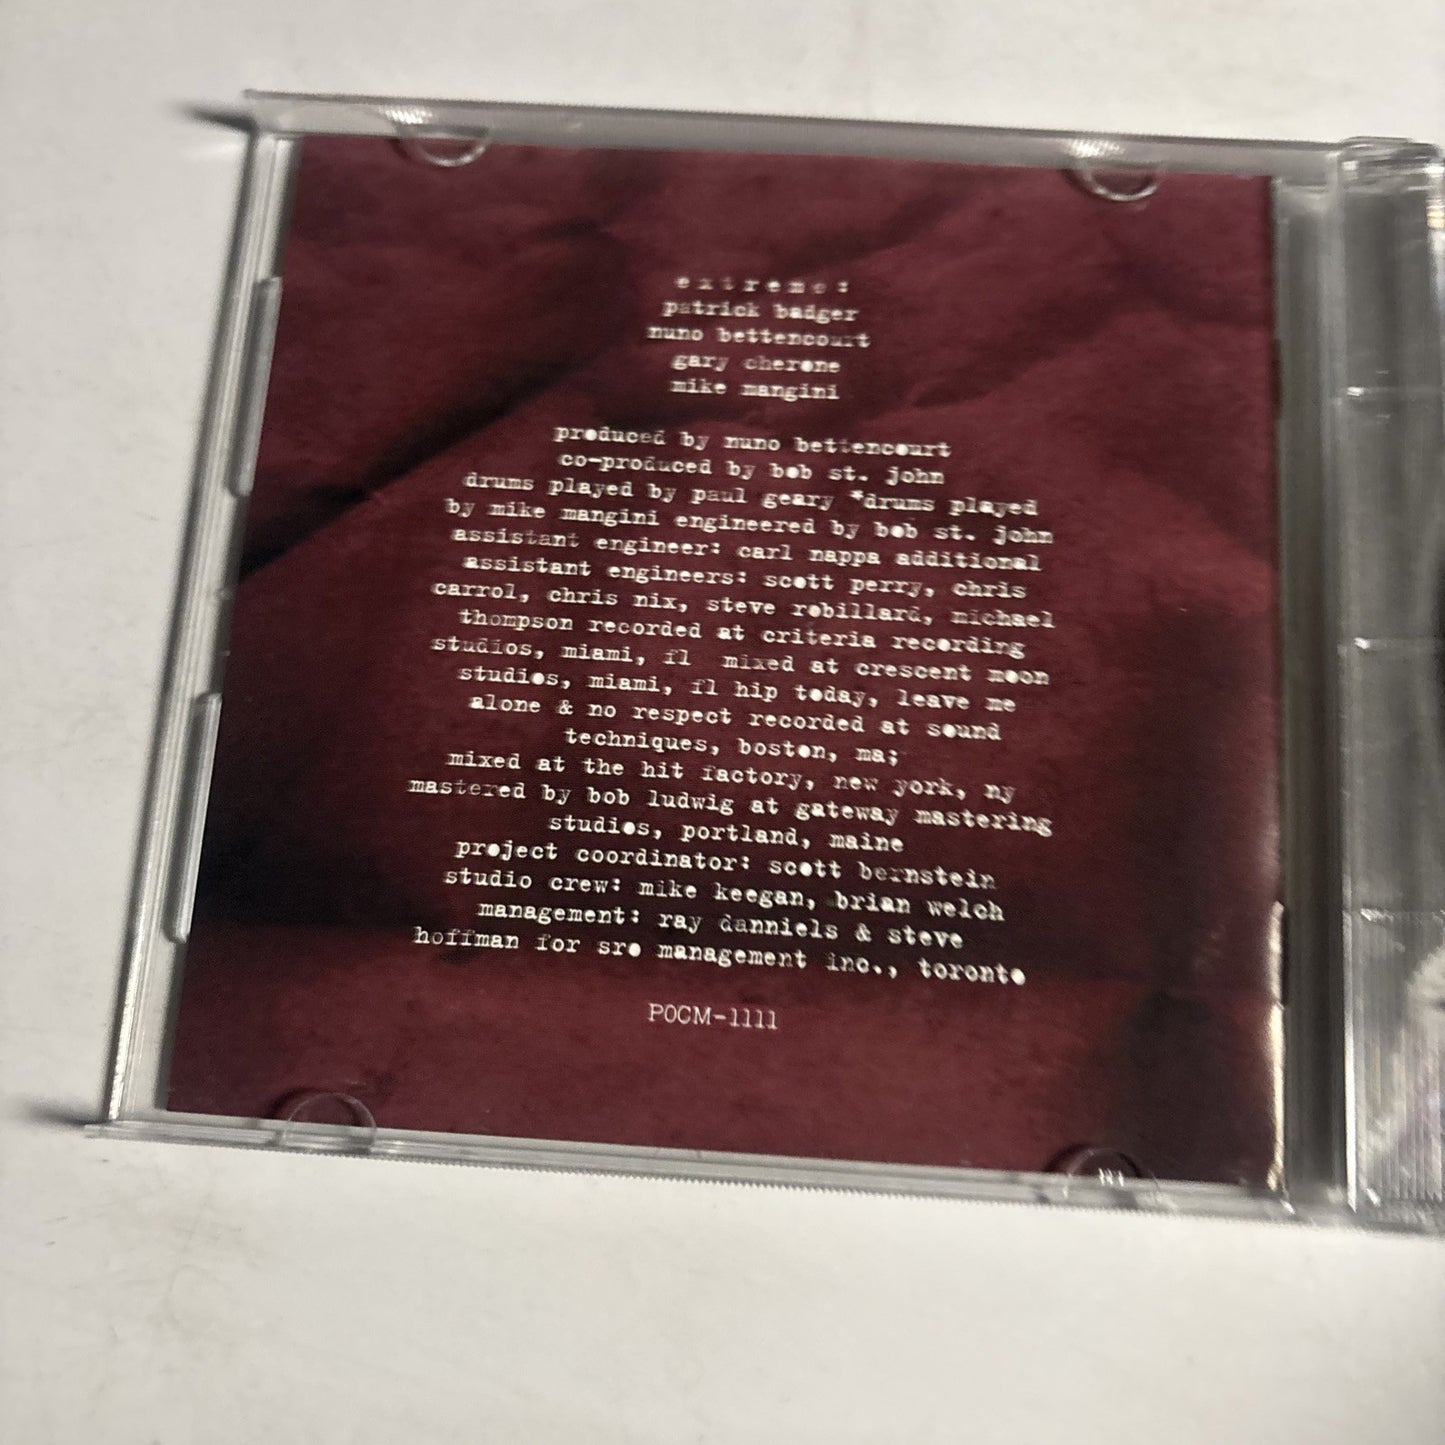 extreme:
patrick badger
nuno bettencourt
gary cherone
mike mangini
produced by nuno bettencourt
co-produced by bob st. john
drums played by paul geary *drums played
by mike mangini engineered by bob st. john
assistant engineer: carl nappa additional
assistant engineers: scott perry, chris
carrol, chris nix, steve robillard, michael
thompson recorded at criteria recording
studios, miami, fl mixed at crescent moon
studios, miami, fl hip today, leave me
alone & no respect recorded at sound
techniques, boston, ma;
mixed at the hit factory, new york, ny
mastered by bob ludwig at gateway mastering
studios, portland, maine
project coordinator: scott bernstein
studio crew: mike keegan, brian welch
management: ray danniels & steve
hoffman for sro management inc., toronto
POCM-1111